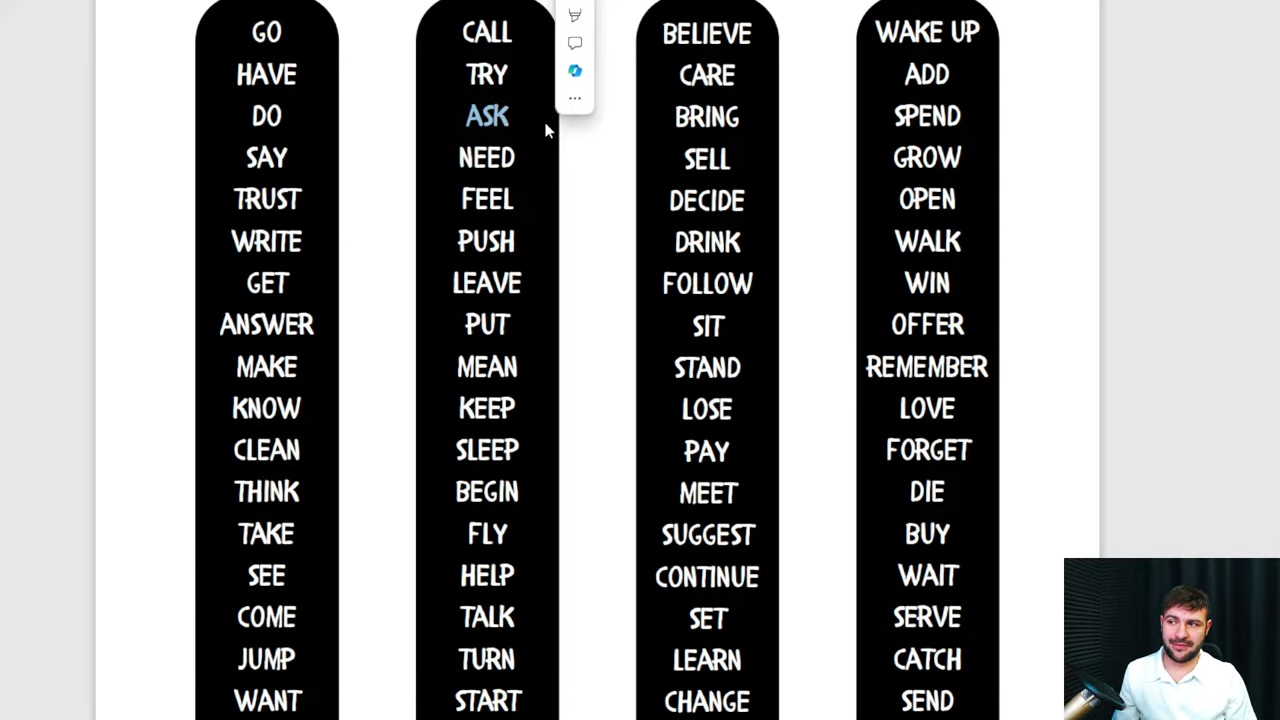 GO
HAVE
DO
SAY
TRUST
WRITE
GET
ANSWER
MAKE
KNOW
CLEAN
THINK
TAKE
SEE
COME
JUMP
WANT
CALL
TRY
ASK
NEED
FEEL
PUSH
LEAVE
PUT
MEAN
KEEP
SLEEP
BEGIN
FLY
HELP
TALK
TURN
START
BELIEVE
CARE
BRING
SELL
DECIDE
DRINK
FOLLOW
SIT
STAND
LOSE
PAY
MEET
SUGGEST
CONTINUE
SET
LEARN
CHANGE
WAKE UP
ADD
SPEND
GROW
OPEN
WALK
WIN
OFFER
REMEMBER
LOVE
FORGET
DIE
BUY
WAIT
SERVE
CATCH
SEND